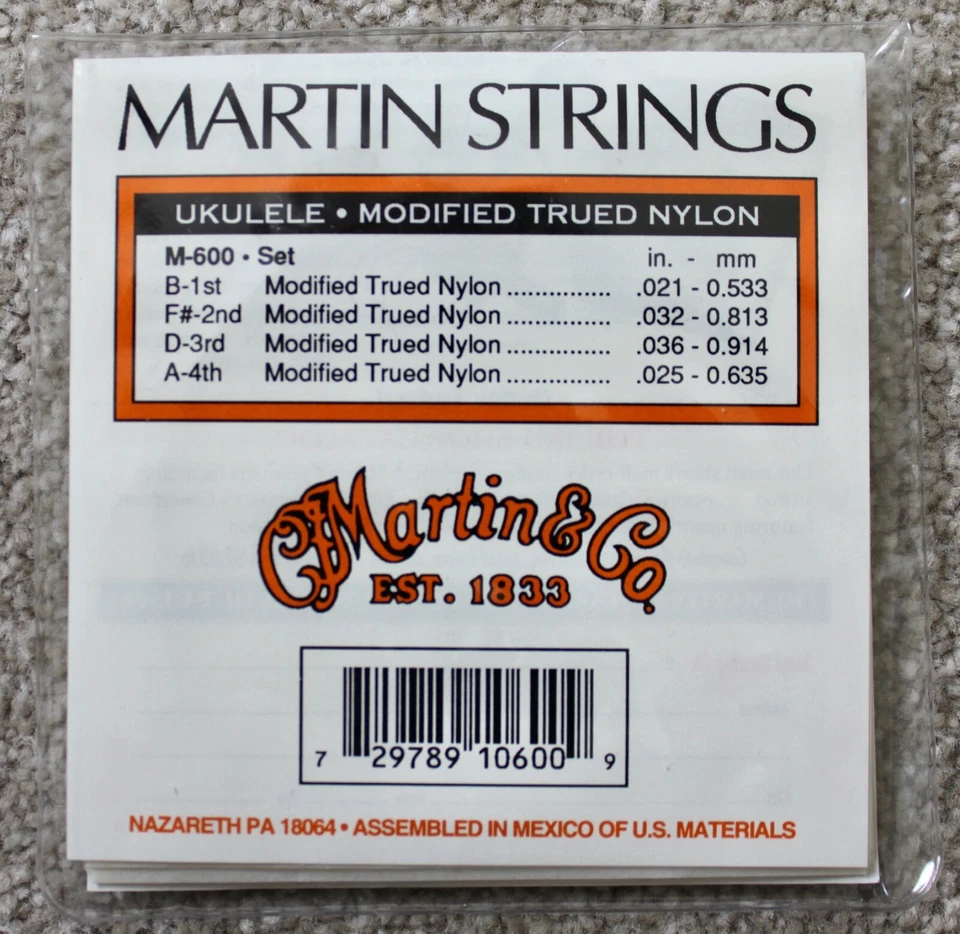 MARTIN STRINGS
UKULELE • MODIFIED TRUED NYLON
M-600 • Set in. - mm
B-1st Modified Trued Nylon ............... .021 - 0.533
F#-2nd Modified Trued Nylon ............... .032 - 0.813
D-3rd Modified Trued Nylon ............... .036 - 0.914
A-4th Modified Trued Nylon ............... .025 - 0.635
CF Martin & Co.
EST. 1833
7 29789 10600 9
NAZARETH PA 18064 • ASSEMBLED IN MEXICO OF U.S. MATERIALS